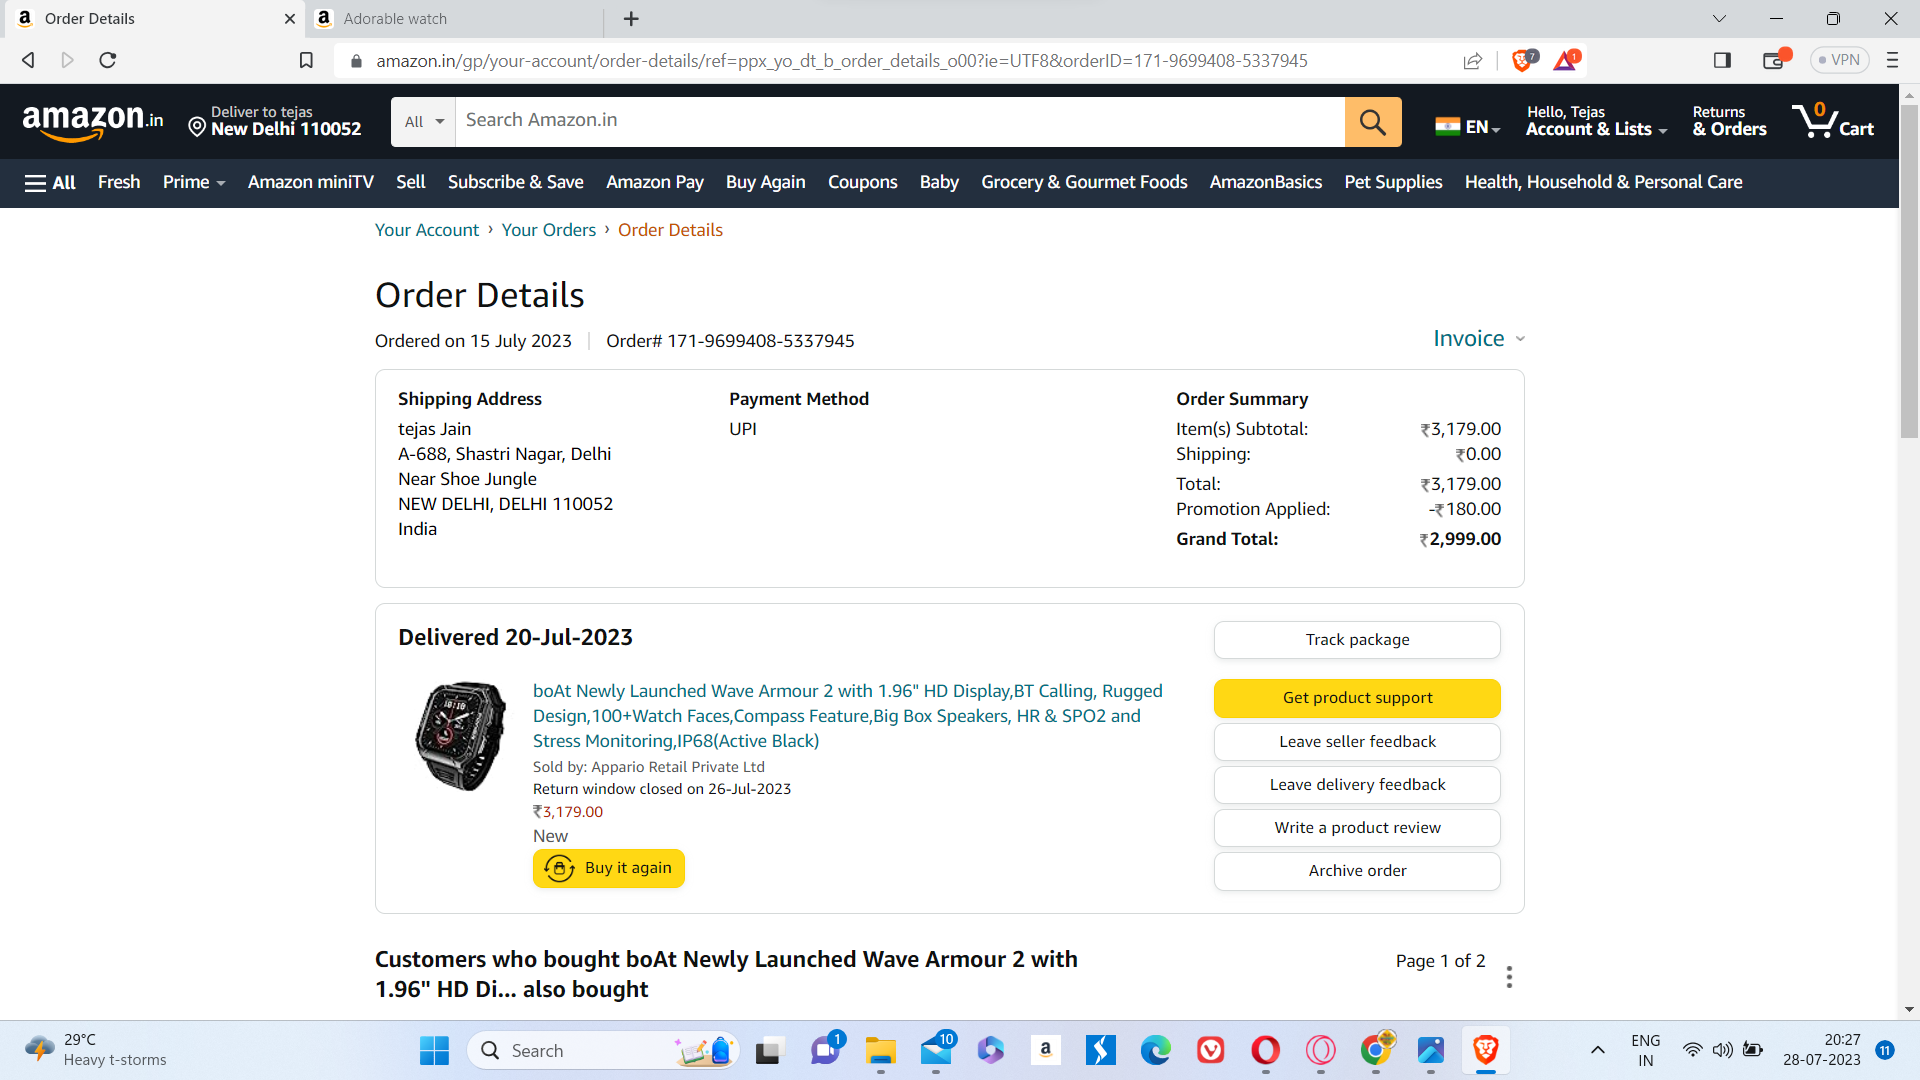 Order Details
Adorable watch
amazon.in/gp/your-account/order-details/ref=ppx_yo_dt_b_order_details_o00?ie=UTF8&orderID=171-9699408-5337945
7
1
VPN
amazon.in
Deliver to tejas
New Delhi 110052
All
Search Amazon.in
EN
Hello, Tejas
Account & Lists
Returns
& Orders
0
Cart
All
Fresh
Prime
Amazon miniTV
Sell
Subscribe & Save
Amazon Pay
Buy Again
Coupons
Baby
Grocery & Gourmet Foods
AmazonBasics
Pet Supplies
Health, Household & Personal Care
Your Account › Your Orders › Order Details
Order Details
Ordered on 15 July 2023
Order# 171-9699408-5337945
Invoice
Shipping Address
tejas Jain
A-688, Shastri Nagar, Delhi
Near Shoe Jungle
NEW DELHI, DELHI 110052
India
Payment Method
UPI
Order Summary
Item(s) Subtotal: ₹3,179.00
Shipping: ₹0.00
Total: ₹3,179.00
Promotion Applied: -₹180.00
Grand Total: ₹2,999.00
Delivered 20-Jul-2023
boAt Newly Launched Wave Armour 2 with 1.96" HD Display,BT Calling, Rugged
Design,100+Watch Faces,Compass Feature,Big Box Speakers, HR & SPO2 and
Stress Monitoring,IP68(Active Black)
Sold by: Appario Retail Private Ltd
Return window closed on 26-Jul-2023
₹3,179.00
New
Buy it again
Track package
Get product support
Leave seller feedback
Leave delivery feedback
Write a product review
Archive order
Customers who bought boAt Newly Launched Wave Armour 2 with
1.96" HD Di... also bought
Page 1 of 2
29°C
Heavy t-storms
Search
1
10
ENG
IN
20:27
28-07-2023
11